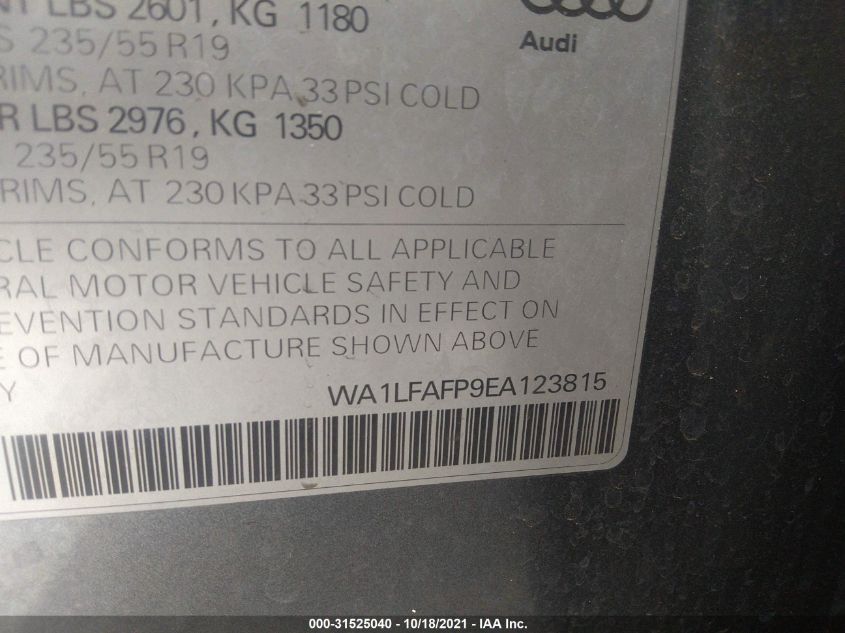 LBS 2601, KG 1180
235/55 R19
RIMS, AT 230 KPA 33 PSI COLD
R LBS 2976, KG 1350
235/55 R19
RIMS, AT 230 KPA 33 PSI COLD
Audi
CLE CONFORMS TO ALL APPLICABLE
RAL MOTOR VEHICLE SAFETY AND
EVENTION STANDARDS IN EFFECT ON
E OF MANUFACTURE SHOWN ABOVE
Y
WA1LFAFP9EA123815
000-31525040 - 10/18/2021 - IAA Inc.